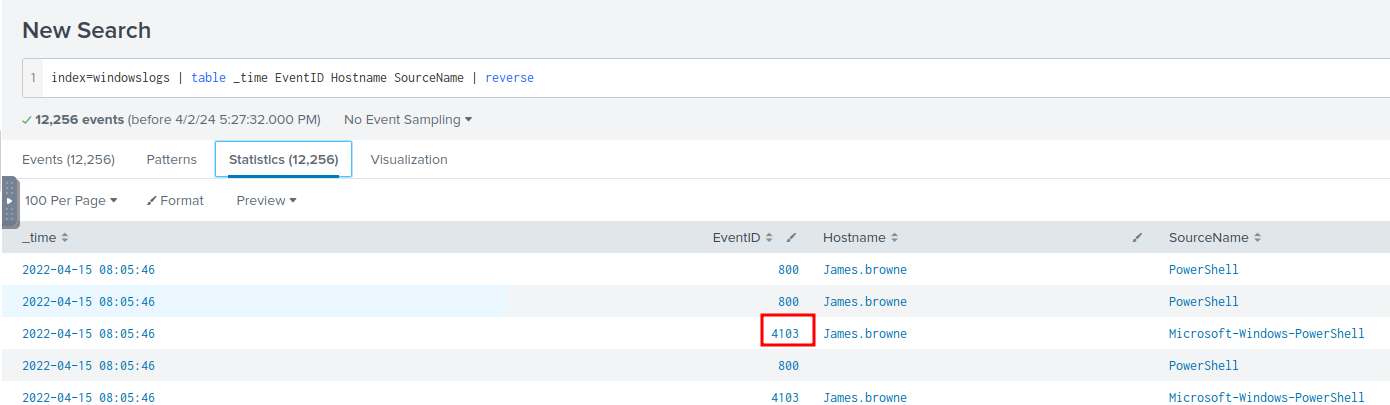 New Search
1 index=windowslogs | table _time EventID Hostname SourceName | reverse
12,256 events (before 4/2/24 5:27:32.000 PM) No Event Sampling
Events (12,256) Patterns Statistics (12,256) Visualization
100 Per Page Format Preview
_time EventID Hostname SourceName
2022-04-15 08:05:46 800 James.browne PowerShell
2022-04-15 08:05:46 800 James.browne PowerShell
2022-04-15 08:05:46 4103 James.browne Microsoft-Windows-PowerShell
2022-04-15 08:05:46 800 PowerShell
2022-04-15 08:05:46 4103 James.browne Microsoft-Windows-PowerShell